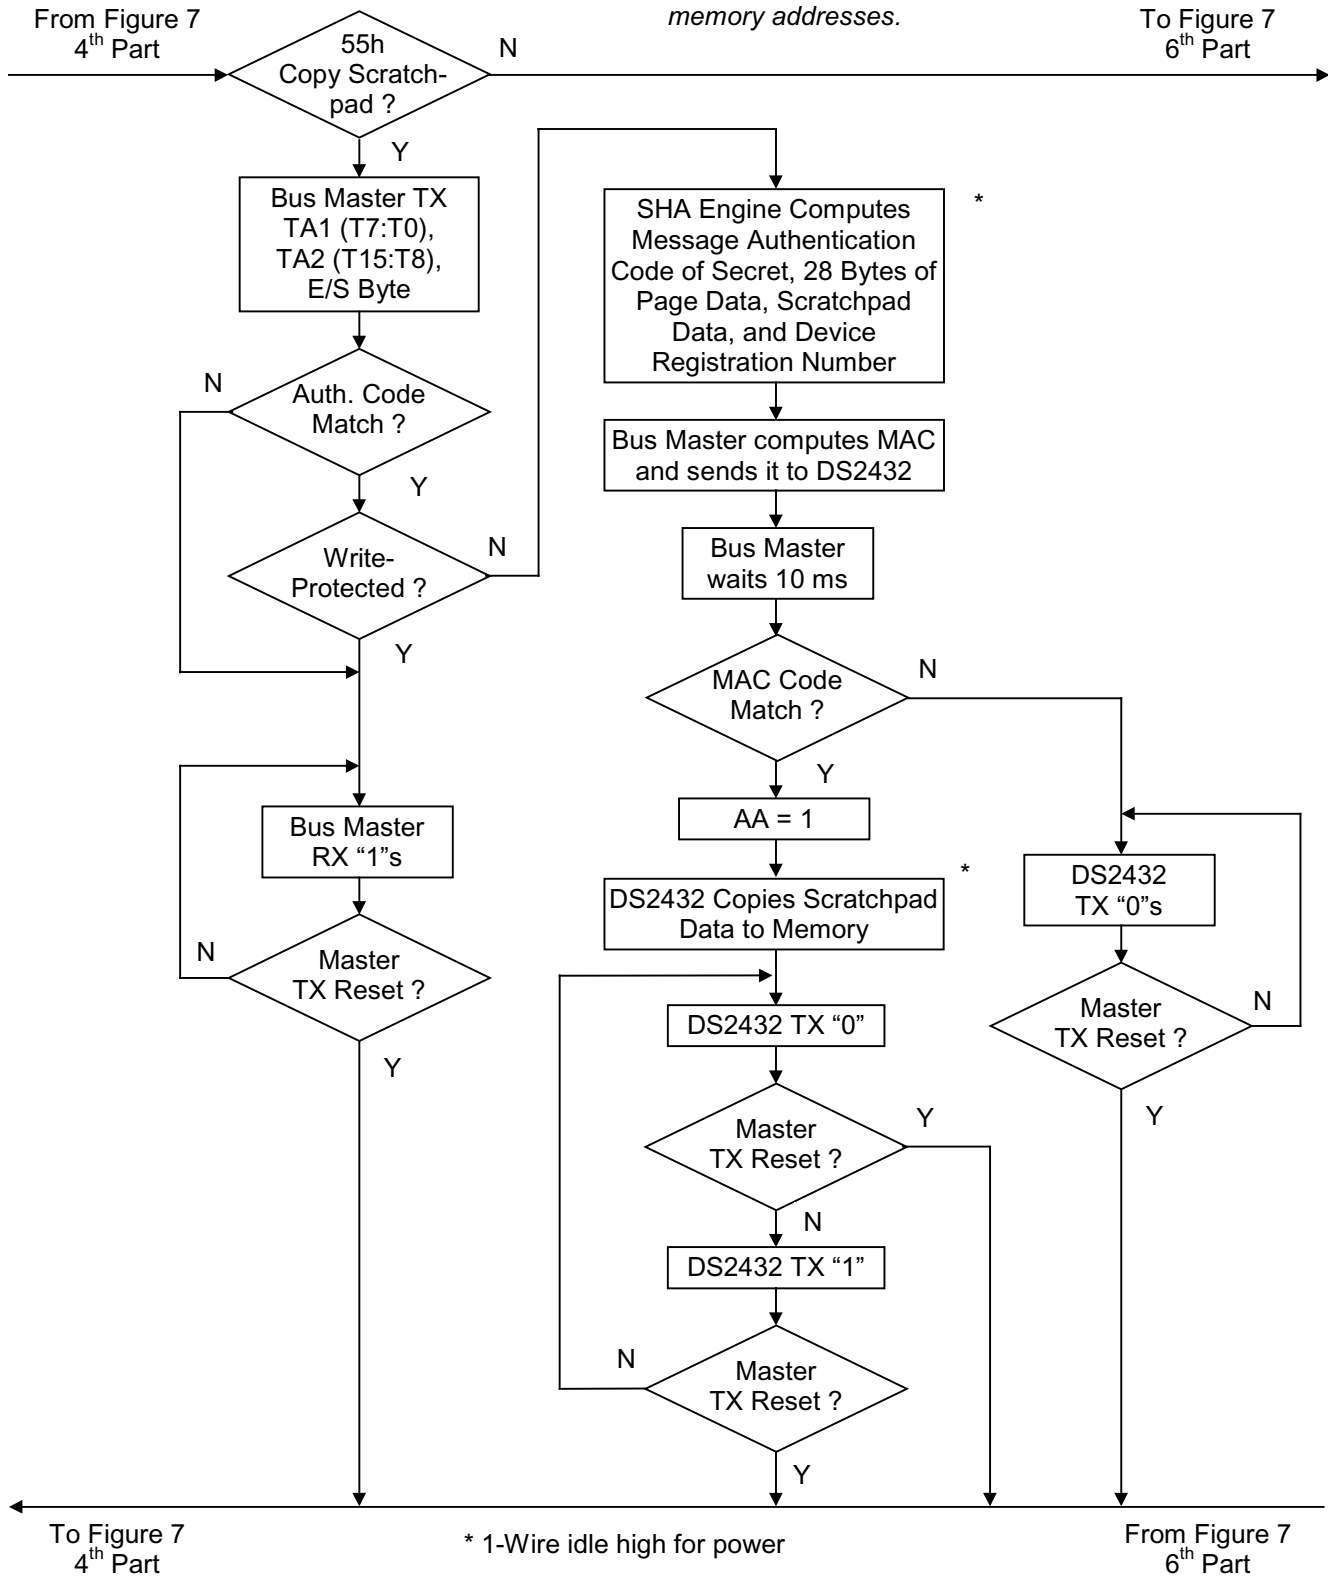 From Figure 7
4th Part
memory addresses.
To Figure 7
6th Part
55h
Copy Scratch-
pad ?
N
Y
Bus Master TX
TA1 (T7:T0),
TA2 (T15:T8),
E/S Byte
N
Auth. Code
Match ?
Y
Write-
Protected ?
N
Y
Bus Master
RX “1”s
N
Master
TX Reset ?
Y
SHA Engine Computes
Message Authentication
Code of Secret, 28 Bytes of
Page Data, Scratchpad
Data, and Device
Registration Number
*
Bus Master computes MAC
and sends it to DS2432
Bus Master
waits 10 ms
MAC Code
Match ?
N
Y
AA = 1
*
DS2432 Copies Scratchpad
Data to Memory
DS2432 TX “0”
Master
TX Reset ?
Y
N
DS2432 TX “1”
N
Master
TX Reset ?
Y
DS2432
TX “0”s
Master
TX Reset ?
N
Y
To Figure 7
4th Part
* 1-Wire idle high for power
From Figure 7
6th Part